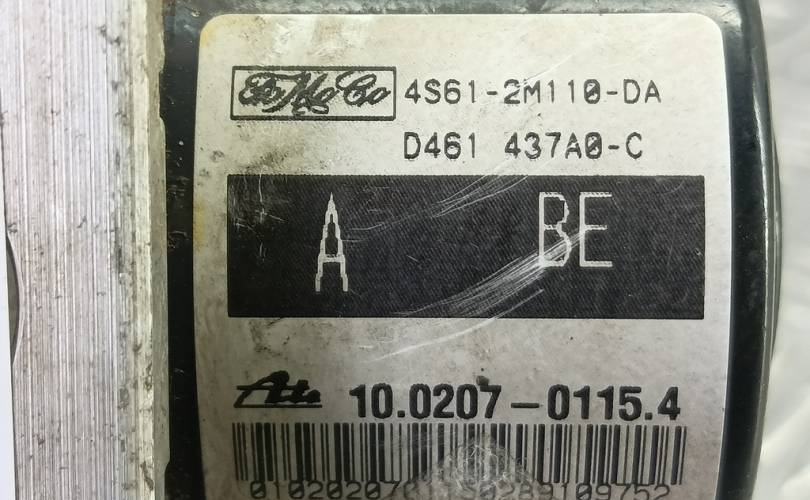 FoMoCo 4S61-2M110-DA
D461 437A0-C
A BE
Ate 10.0207-0115.4